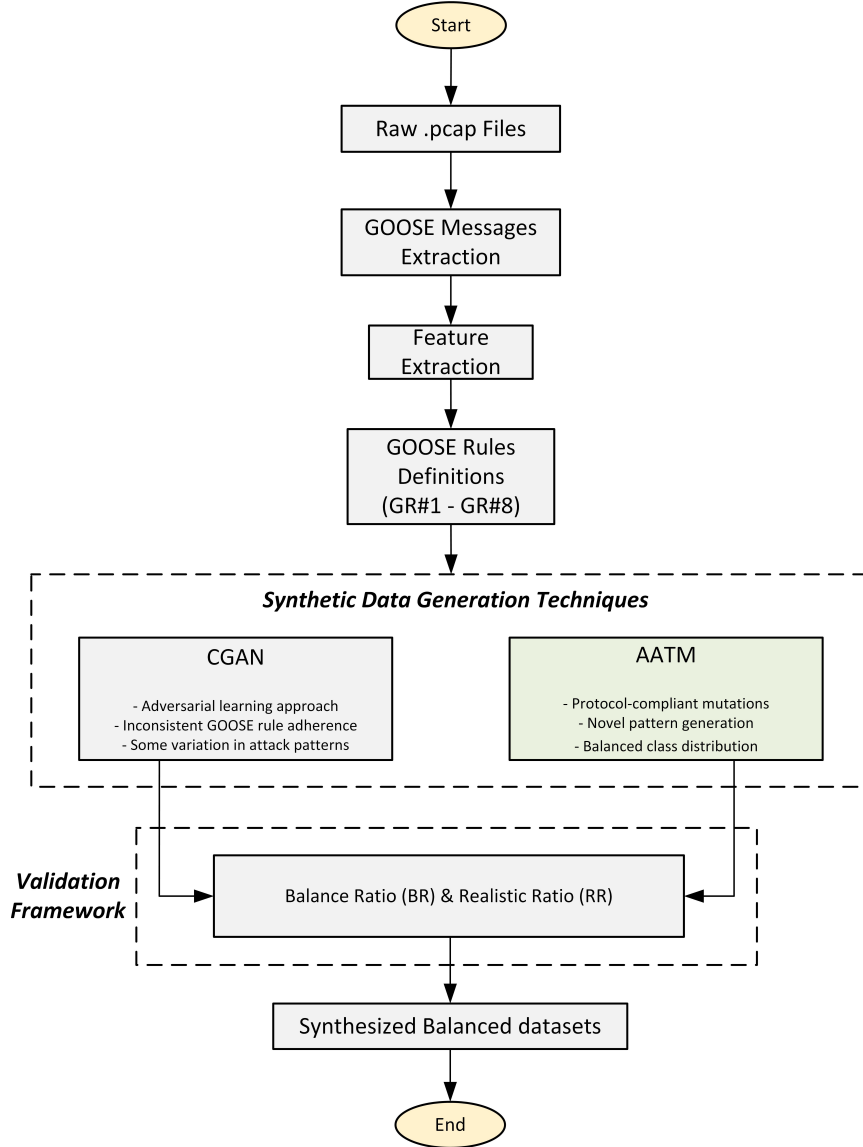 Start
Raw .pcap Files
GOOSE Messages
Extraction
Feature
Extraction
GOOSE Rules
Definitions
(GR#1 - GR#8)
Synthetic Data Generation Techniques
CGAN
- Adversarial learning approach
- Inconsistent GOOSE rule adherence
- Some variation in attack patterns
AATM
- Protocol-compliant mutations
- Novel pattern generation
- Balanced class distribution
Validation
Framework
Balance Ratio (BR) & Realistic Ratio (RR)
Synthesized Balanced datasets
End